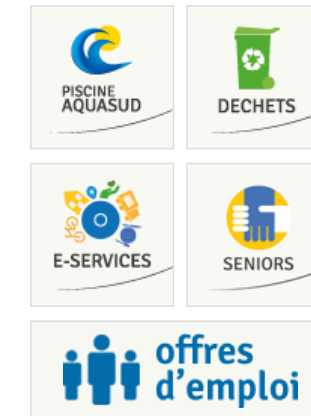 PISCINE
AQUASUD
DECHETS
E-SERVICES
SENIORS
offres
d'emploi